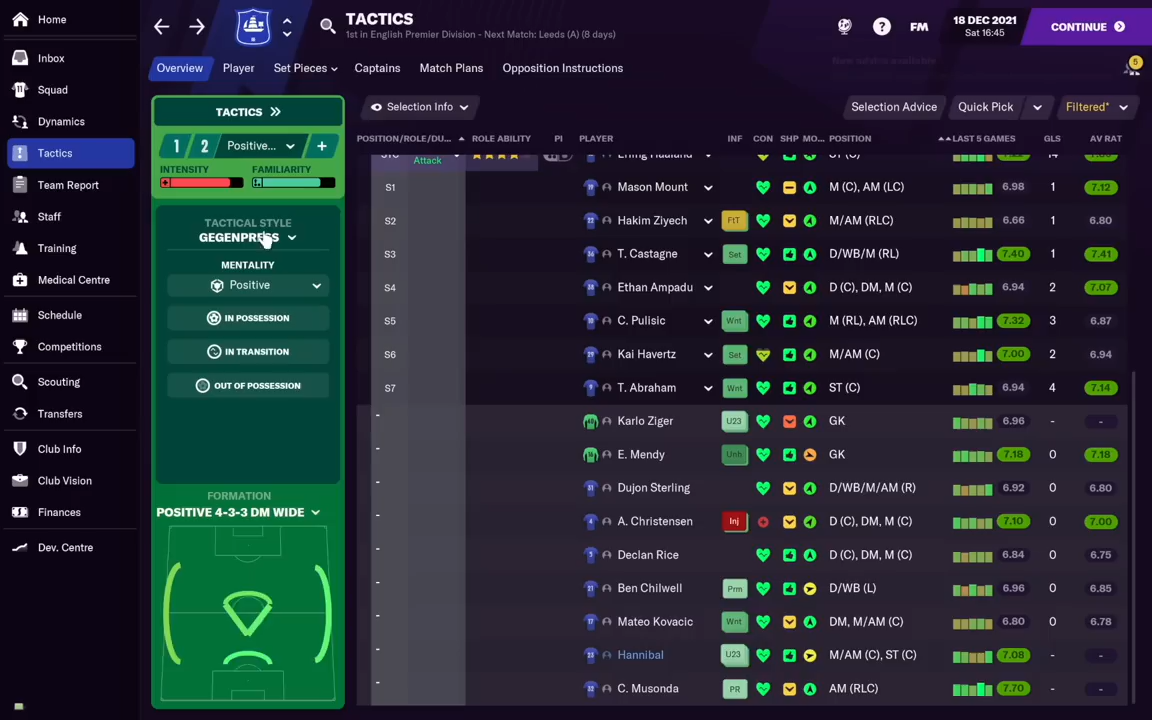 Home
Inbox
Squad
Dynamics
Tactics
Team Report
Staff
Training
Medical Centre
Schedule
Competitions
Scouting
Transfers
Club Info
Club Vision
Finances
Dev. Centre
TACTICS
1st in English Premier Division - Next Match: Leeds (A) (8 days)
FM
18 DEC 2021
Sat 16:45
CONTINUE
5
Overview
Player
Set Pieces
Captains
Match Plans
Opposition Instructions
TACTICS
1 2 Positive... +
INTENSITY FAMILIARITY
TACTICAL STYLE
GEGENPRESS
MENTALITY
Positive
IN POSSESSION
IN TRANSITION
OUT OF POSSESSION
FORMATION
POSITIVE 4-3-3 DM WIDE
Selection Info
Selection Advice
Quick Pick
Filtered*
POSITION/ROLE/DU... ROLE ABILITY PI PLAYER INF CON SHP MO... POSITION LAST 5 GAMES GLS AV RAT
Attack Erling Haaland ST (C) 14
S1 Mason Mount M (C), AM (LC) 6.98 1 7.12
S2 Hakim Ziyech FtT M/AM (RLC) 6.66 1 6.80
S3 T. Castagne Set D/WB/M (RL) 7.40 1 7.41
S4 Ethan Ampadu D (C), DM, M (C) 6.94 2 7.07
S5 C. Pulisic Wnt M (RL), AM (RLC) 7.32 3 6.87
S6 Kai Havertz Set M/AM (C) 7.00 2 6.94
S7 T. Abraham Wnt ST (C) 6.94 4 7.14
- Karlo Ziger U23 GK 6.96 - -
- E. Mendy Unh GK 7.18 0 7.18
- Dujon Sterling D/WB/M/AM (R) 6.92 0 6.80
- A. Christensen Inj D (C), DM, M (C) 7.10 0 7.00
- Declan Rice D (C), DM, M (C) 6.84 0 6.75
- Ben Chilwell Prm D/WB (L) 6.96 0 6.85
- Mateo Kovacic Wnt DM, M/AM (C) 6.80 0 6.78
- Hannibal U23 M/AM (C), ST (C) 7.08 - -
- C. Musonda PR AM (RLC) 7.70 - -